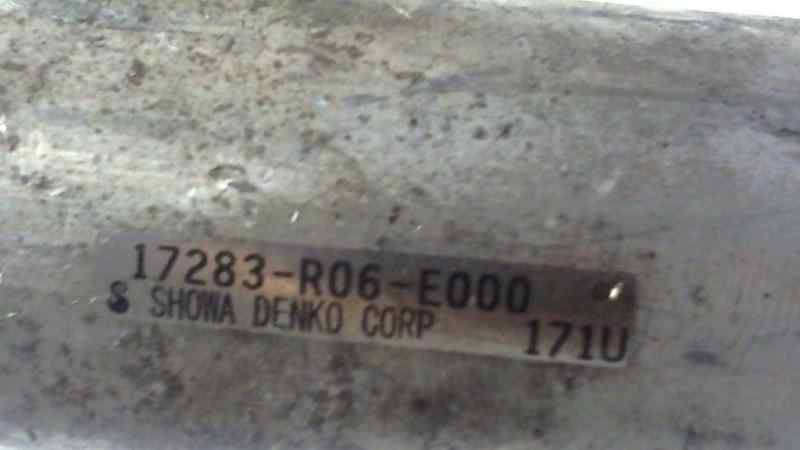 17283-R06-E000
S SHOWA DENKO CORP 171U